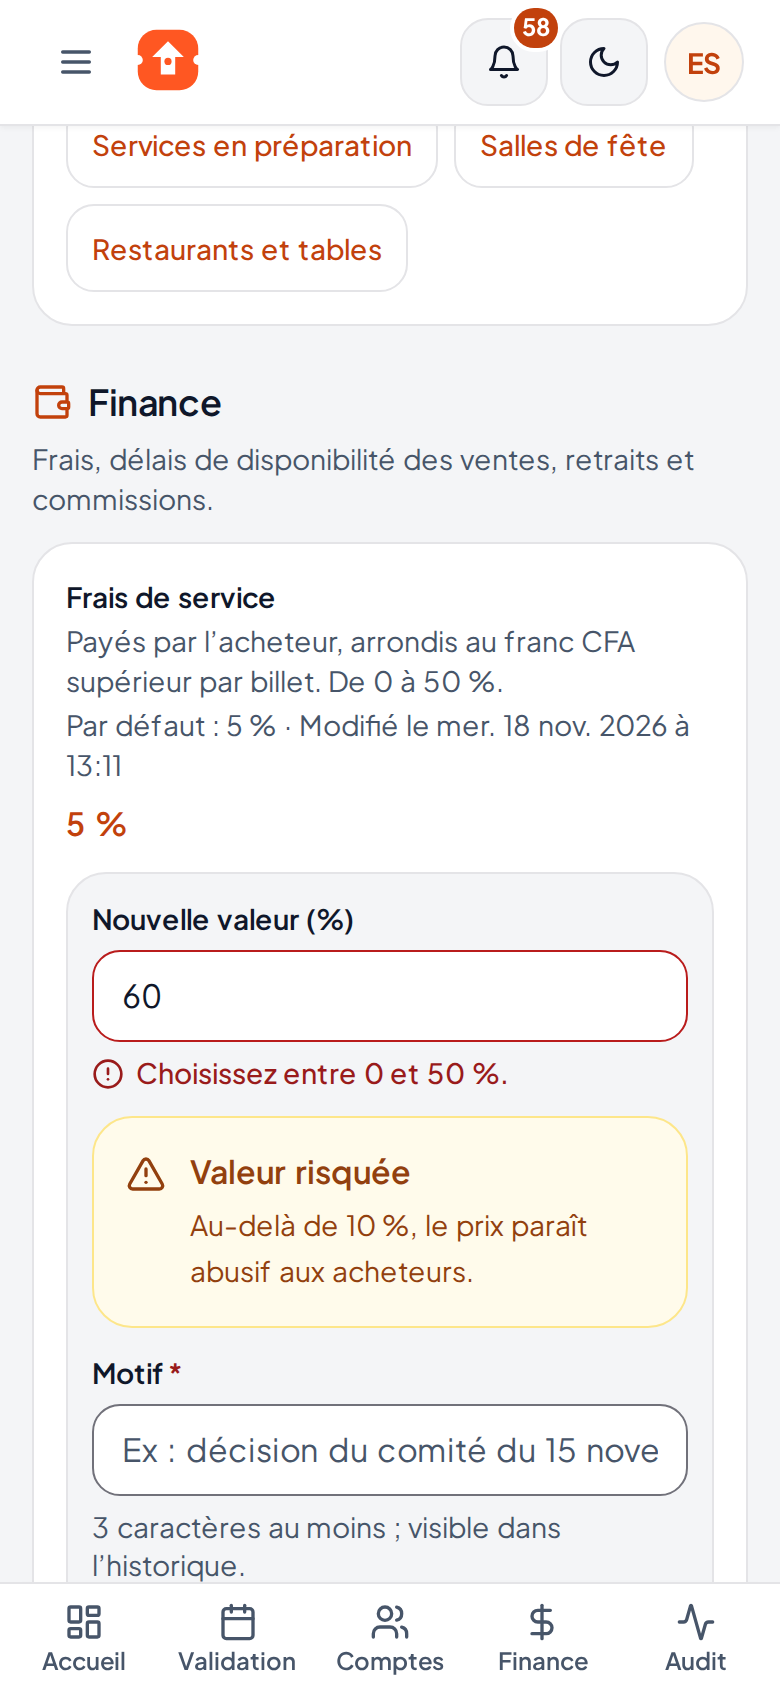 58
ES
Services en préparation
Salles de fête
Restaurants et tables
Finance
Frais, délais de disponibilité des ventes, retraits et
commissions.
Frais de service
Payés par l’acheteur, arrondis au franc CFA
supérieur par billet. De 0 à 50 %.
Par défaut : 5 % · Modifié le mer. 18 nov. 2026 à
13:11
5 %
Nouvelle valeur (%)
60
Choisissez entre 0 et 50 %.
Valeur risquée
Au-delà de 10 %, le prix paraît
abusif aux acheteurs.
Motif *
Ex : décision du comité du 15 nove
3 caractères au moins ; visible dans
l’historique.
Accueil
Validation
Comptes
Finance
Audit